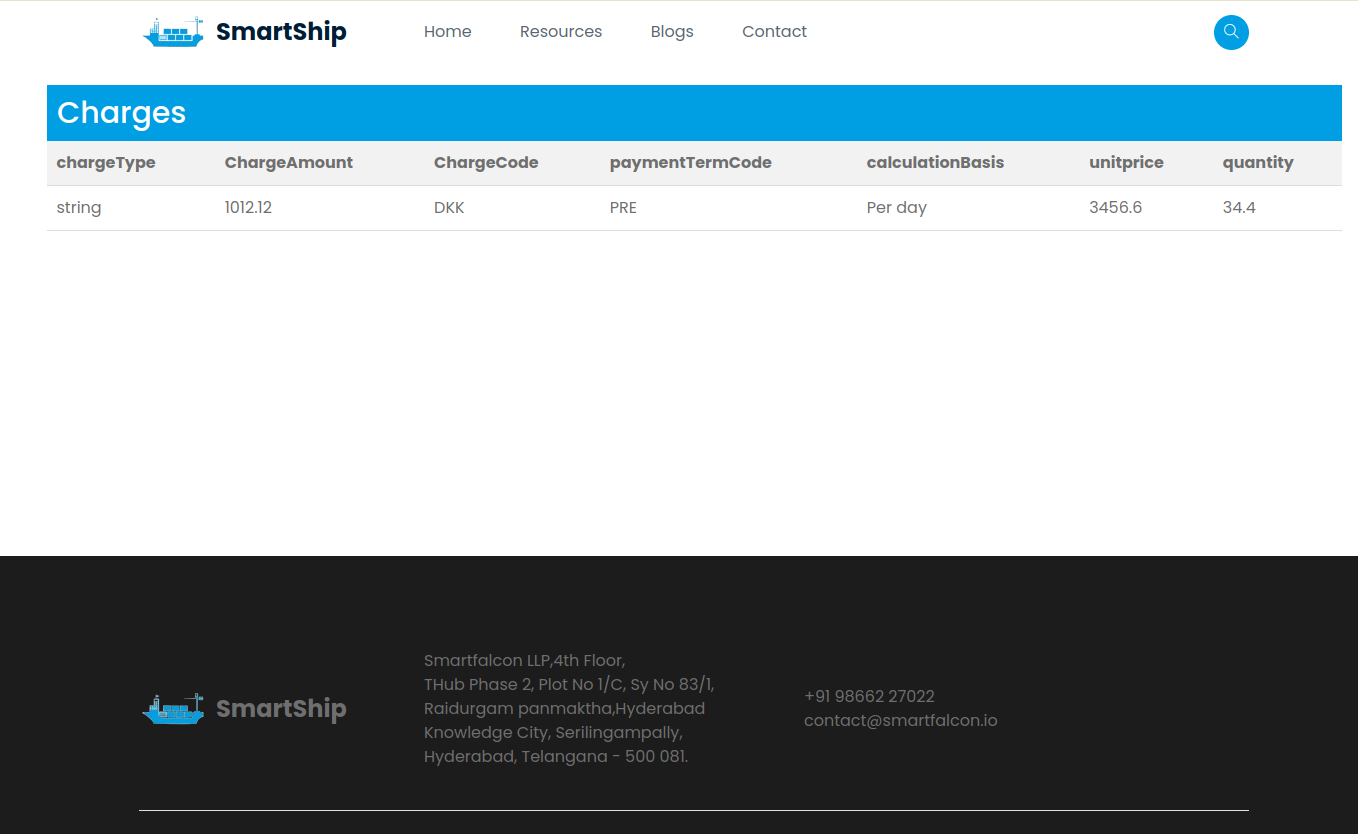 SmartShip Home Resources Blogs Contact
Charges
chargeType ChargeAmount ChargeCode paymentTermCode calculationBasis unitprice quantity
string 1012.12 DKK PRE Per day 3456.6 34.4
SmartShip
Smartfalcon LLP,4th Floor,
THub Phase 2, Plot No 1/C, Sy No 83/1,
Raidurgam panmaktha,Hyderabad
Knowledge City, Serilingampally,
Hyderabad, Telangana - 500 081.
+91 98662 27022
contact@smartfalcon.io